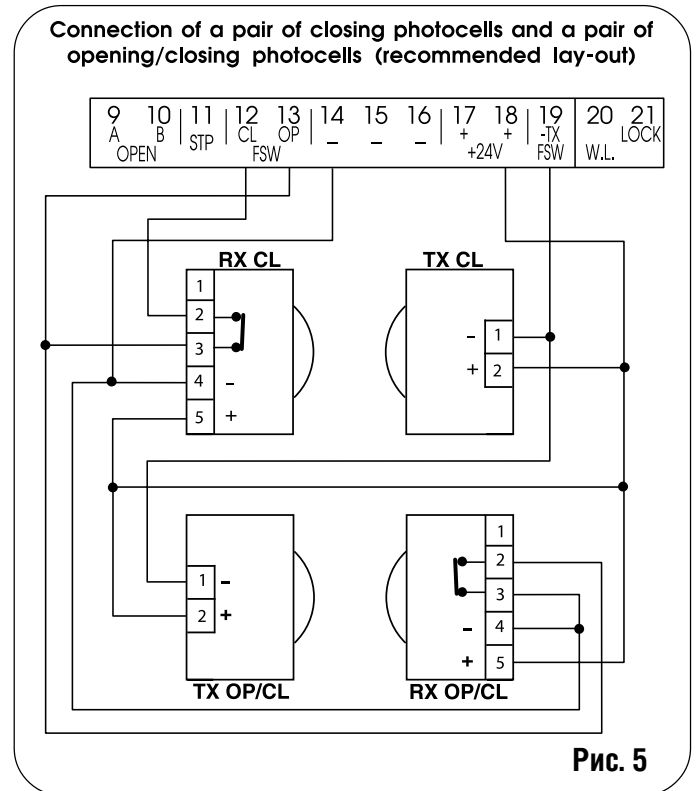 Connection of a pair of closing photocells and a pair of
opening/closing photocells (recommended lay-out)
9 10 11 12 13 14 15 16 17 18 19 20 21
A B STP CL OP - - - + + -TX W.L. LOCK
OPEN FSW +24V FSW
RX CL
1
2
3
4 -
5 +
TX CL
- 1
+ 2
1 -
2 +
TX OP/CL
1
2
3
- 4
+ 5
RX OP/CL
Рис. 5